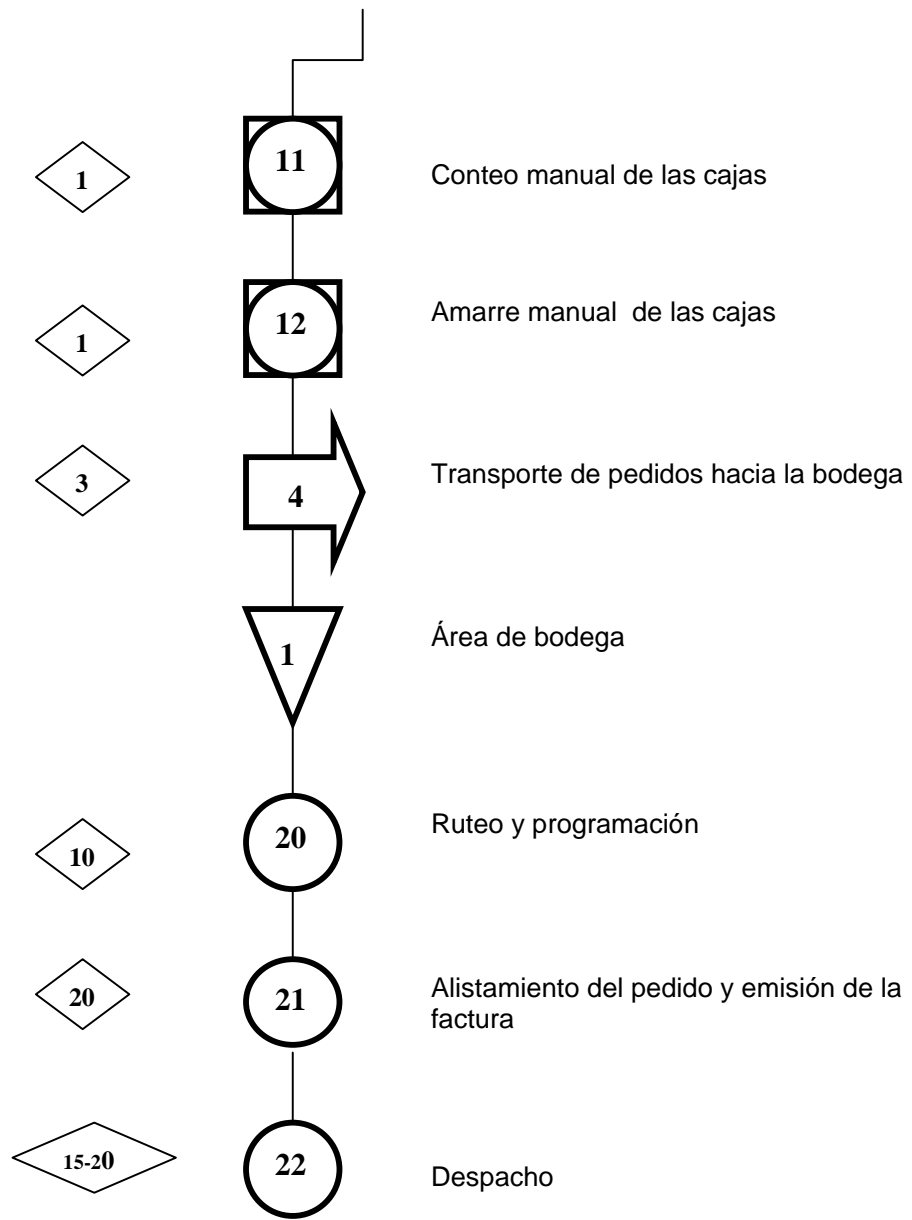 1
11
Conteo manual de las cajas
1
12
Amarre manual de las cajas
3
4
Transporte de pedidos hacia la bodega
1
Área de bodega
10
20
Ruteo y programación
20
21
Alistamiento del pedido y emisión de la
factura
15-20
22
Despacho